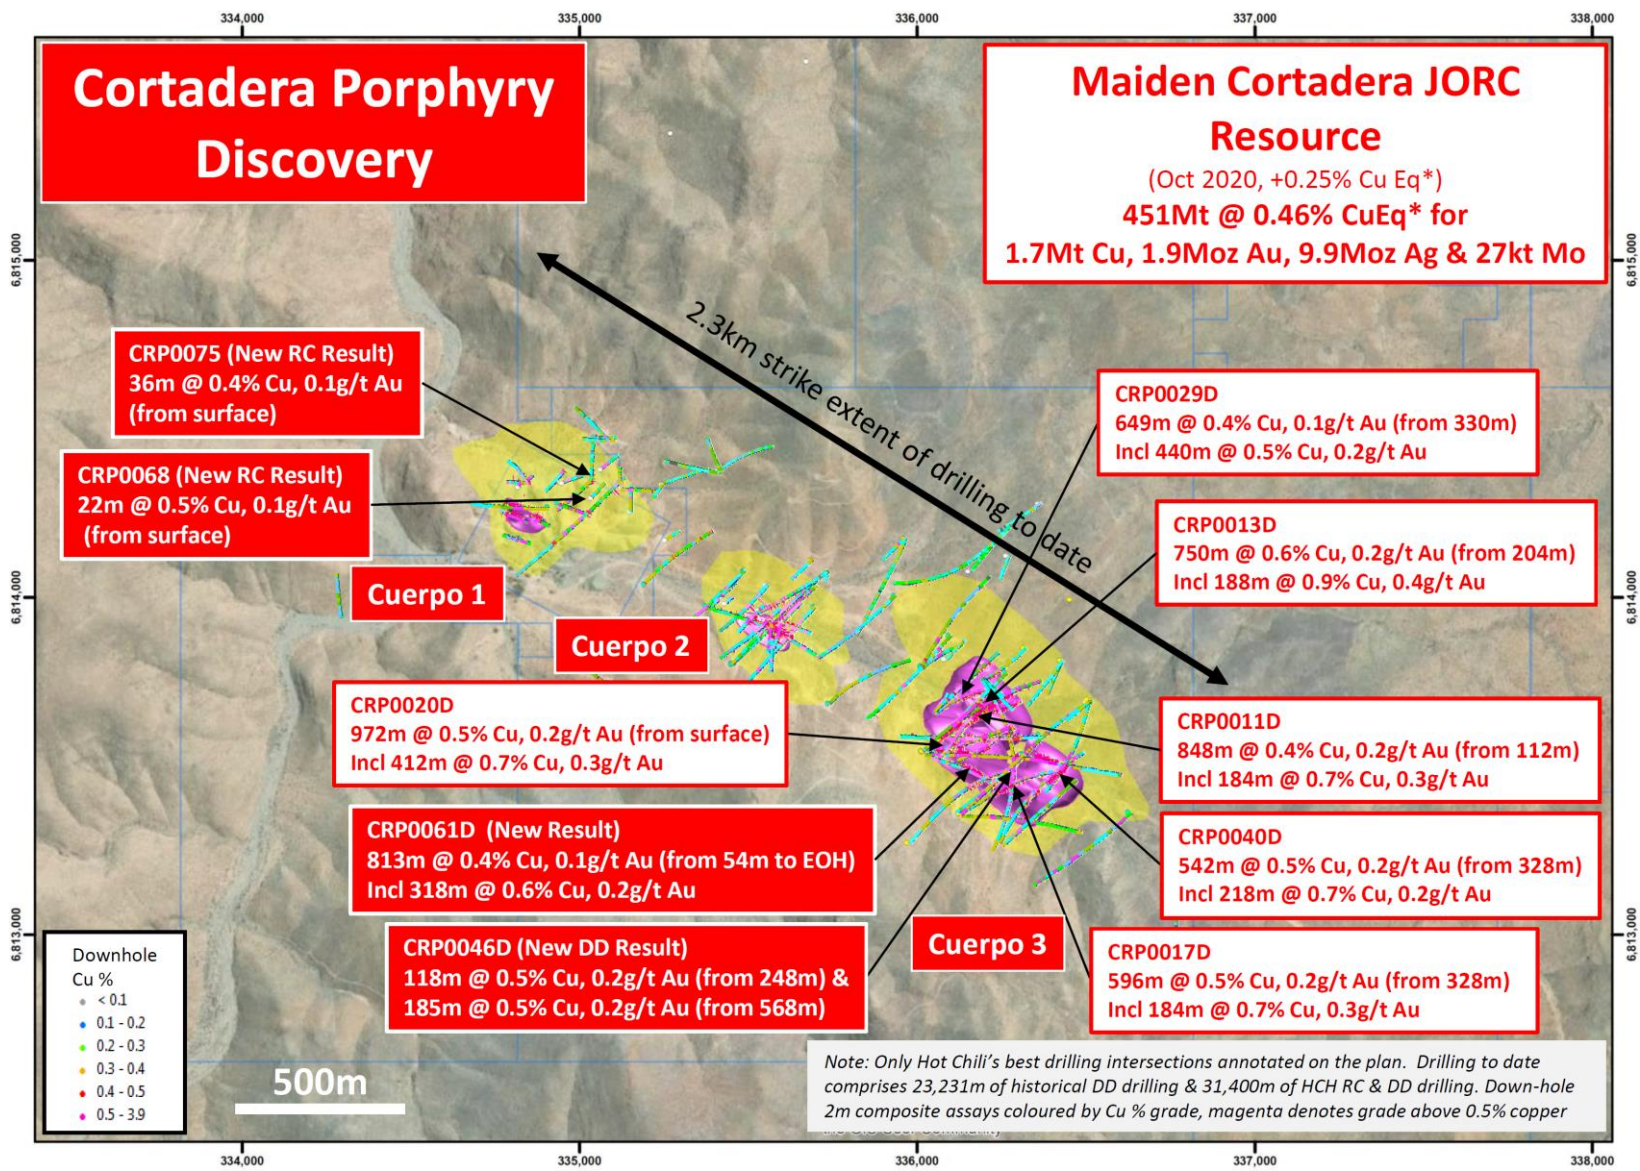 334,000
335,000
336,000
337,000
338,000
Cortadera Porphyry
Discovery
Maiden Cortadera JORC
Resource
(Oct 2020, +0.25% Cu Eq*)
451Mt @ 0.46% CuEq* for
1.7Mt Cu, 1.9Moz Au, 9.9Moz Ag & 27kt Mo
6,815,000
6,815,000
2.3km strike extent of drilling to date
CRP0075 (New RC Result)
36m @ 0.4% Cu, 0.1g/t Au
(from surface)
CRP0068 (New RC Result)
22m @ 0.5% Cu, 0.1g/t Au
(from surface)
CRP0029D
649m @ 0.4% Cu, 0.1g/t Au (from 330m)
Incl 440m @ 0.5% Cu, 0.2g/t Au
CRP0013D
750m @ 0.6% Cu, 0.2g/t Au (from 204m)
Incl 188m @ 0.9% Cu, 0.4g/t Au
6,814,000
6,814,000
Cuerpo 1
Cuerpo 2
CRP0020D
972m @ 0.5% Cu, 0.2g/t Au (from surface)
Incl 412m @ 0.7% Cu, 0.3g/t Au
CRP0011D
848m @ 0.4% Cu, 0.2g/t Au (from 112m)
Incl 184m @ 0.7% Cu, 0.3g/t Au
CRP0061D (New Result)
813m @ 0.4% Cu, 0.1g/t Au (from 54m to EOH)
Incl 318m @ 0.6% Cu, 0.2g/t Au
CRP0040D
542m @ 0.5% Cu, 0.2g/t Au (from 328m)
Incl 218m @ 0.7% Cu, 0.2g/t Au
CRP0046D (New DD Result)
118m @ 0.5% Cu, 0.2g/t Au (from 248m) &
185m @ 0.5% Cu, 0.2g/t Au (from 568m)
Cuerpo 3
CRP0017D
596m @ 0.5% Cu, 0.2g/t Au (from 328m)
Incl 184m @ 0.7% Cu, 0.3g/t Au
6,813,000
6,813,000
Downhole
Cu %
< 0.1
0.1 - 0.2
0.2 - 0.3
0.3 - 0.4
0.4 - 0.5
0.5 - 3.9
500m
Note: Only Hot Chili's best drilling intersections annotated on the plan. Drilling to date
comprises 23,231m of historical DD drilling & 31,400m of HCH RC & DD drilling. Down-hole
2m composite assays coloured by Cu % grade, magenta denotes grade above 0.5% copper
334,000
335,000
336,000
337,000
338,000